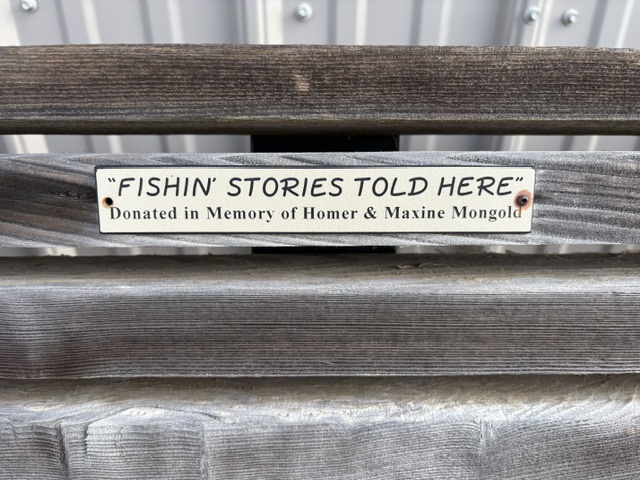 “FISHIN’ STORIES TOLD HERE”
Donated in Memory of Homer & Maxine Mongold